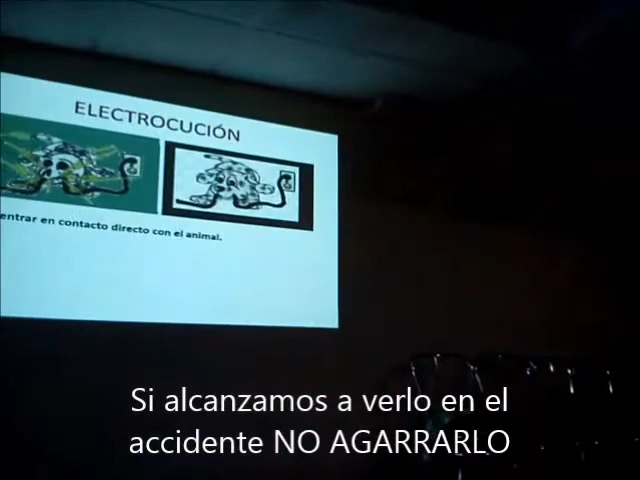 ELECTROCUCIÓN
entrar en contacto directo con el animal.
Si alcanzamos a verlo en el
accidente NO AGARRARLO